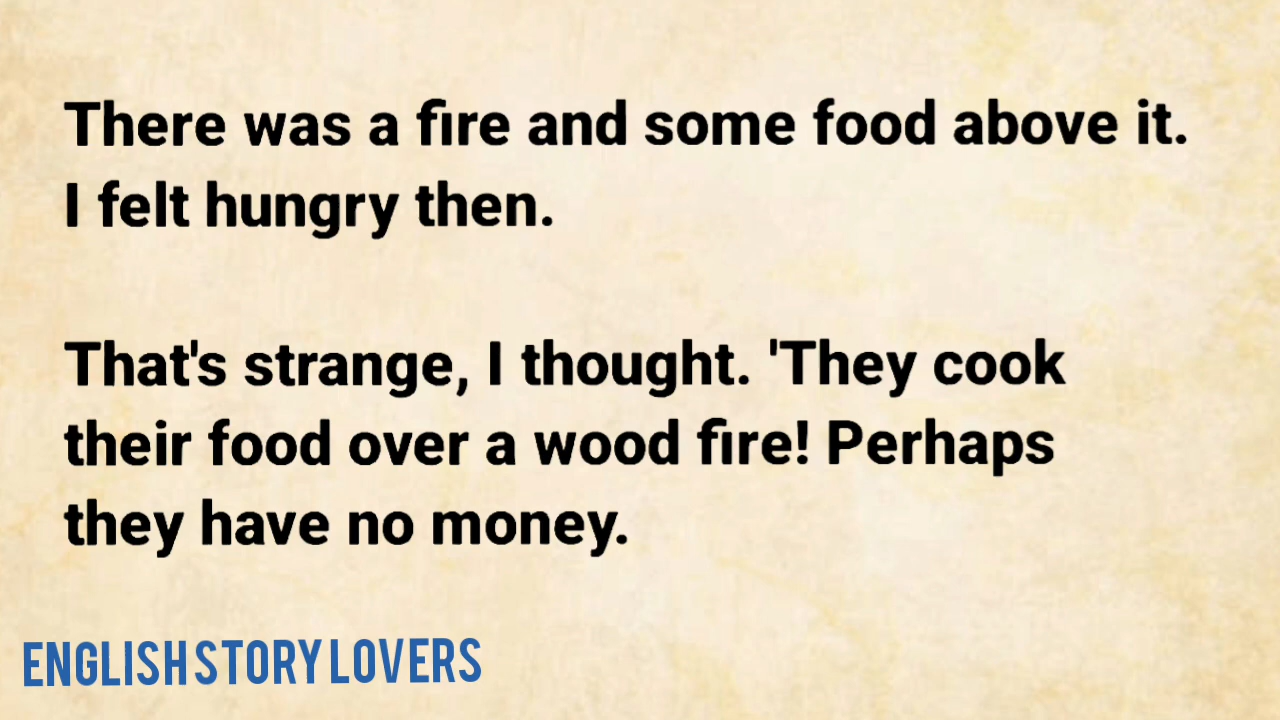 There was a fire and some food above it.
I felt hungry then.
That's strange, I thought. 'They cook
their food over a wood fire! Perhaps
they have no money.
ENGLISH STORY LOVERS